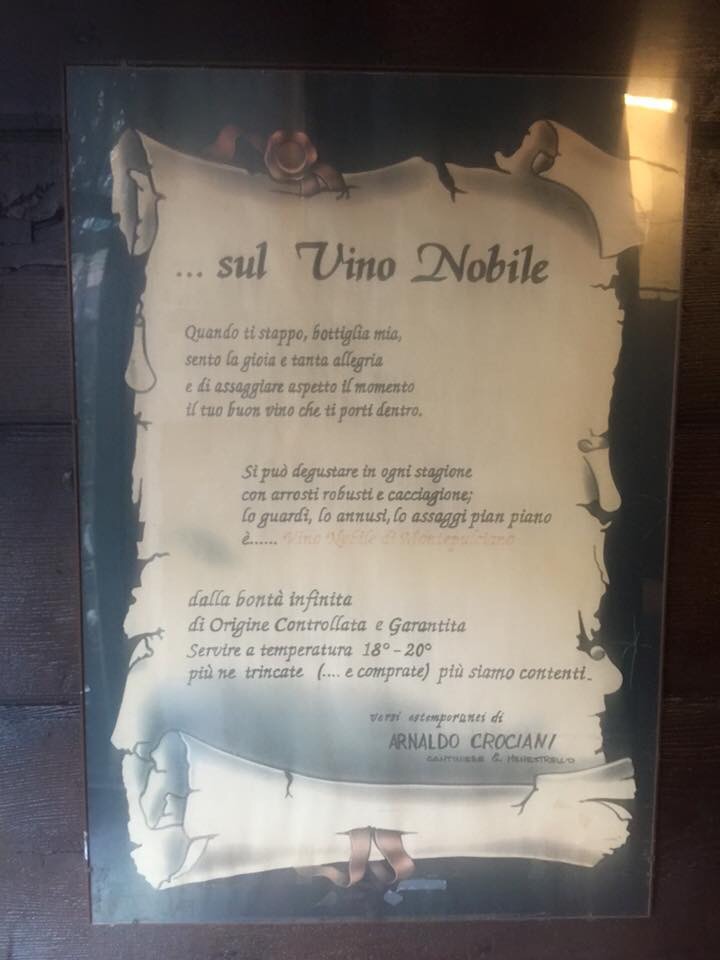 ... sul Vino Nobile
Quando ti stappo, bottiglia mia,
sento la gioia e tanta allegria
e di assaggiare aspetto il momento
il tuo buon vino che ti porti dentro.
Si può degustare in ogni stagione
con arrosti robusti e cacciagione;
lo guardi, lo annusi, lo assaggi pian piano
è...... Vino Nobile di Montepulciano
dalla bontà infinita
di Origine Controllata e Garantita
Servire a temperatura 18° - 20°
più ne trincate (.... e comprate) più siamo contenti.
versi estemporanei di
ARNALDO CROCIANI
CANTINIERE E MENESTRELLO